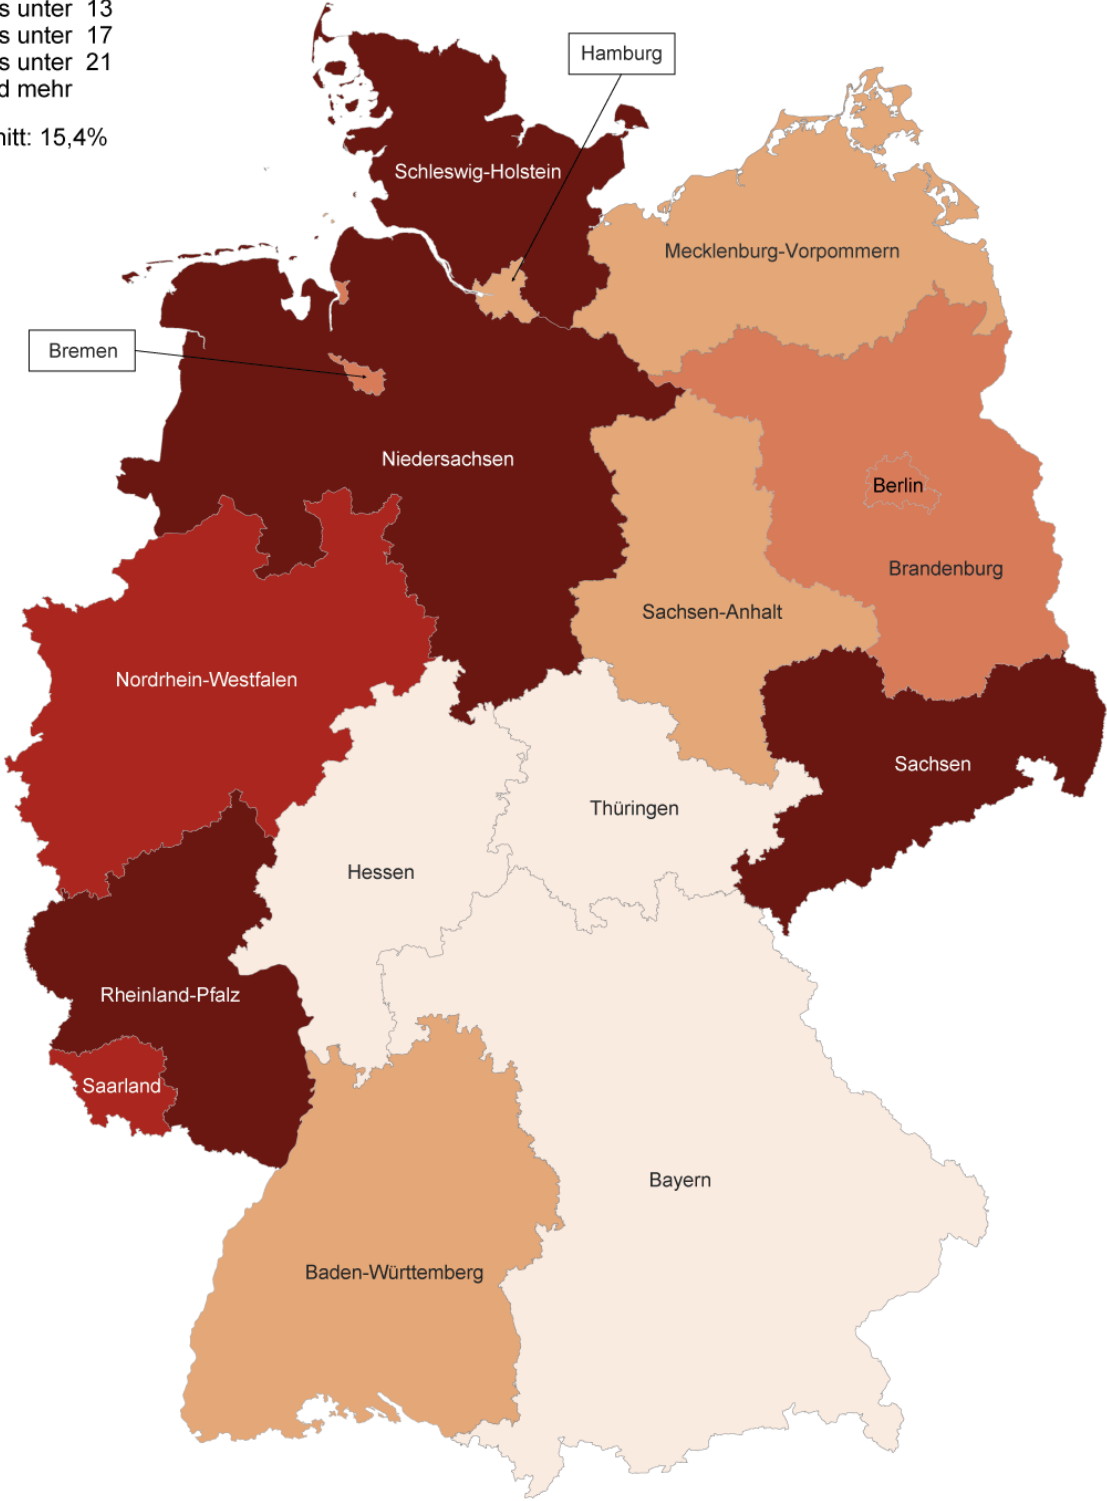 s unter 13
s unter 17
s unter 21
d mehr
nitt: 15,4%
Hamburg
Schleswig-Holstein
Mecklenburg-Vorpommern
Bremen
Niedersachsen
Berlin
Brandenburg
Sachsen-Anhalt
Nordrhein-Westfalen
Sachsen
Thüringen
Hessen
Rheinland-Pfalz
Saarland
Bayern
Baden-Württemberg